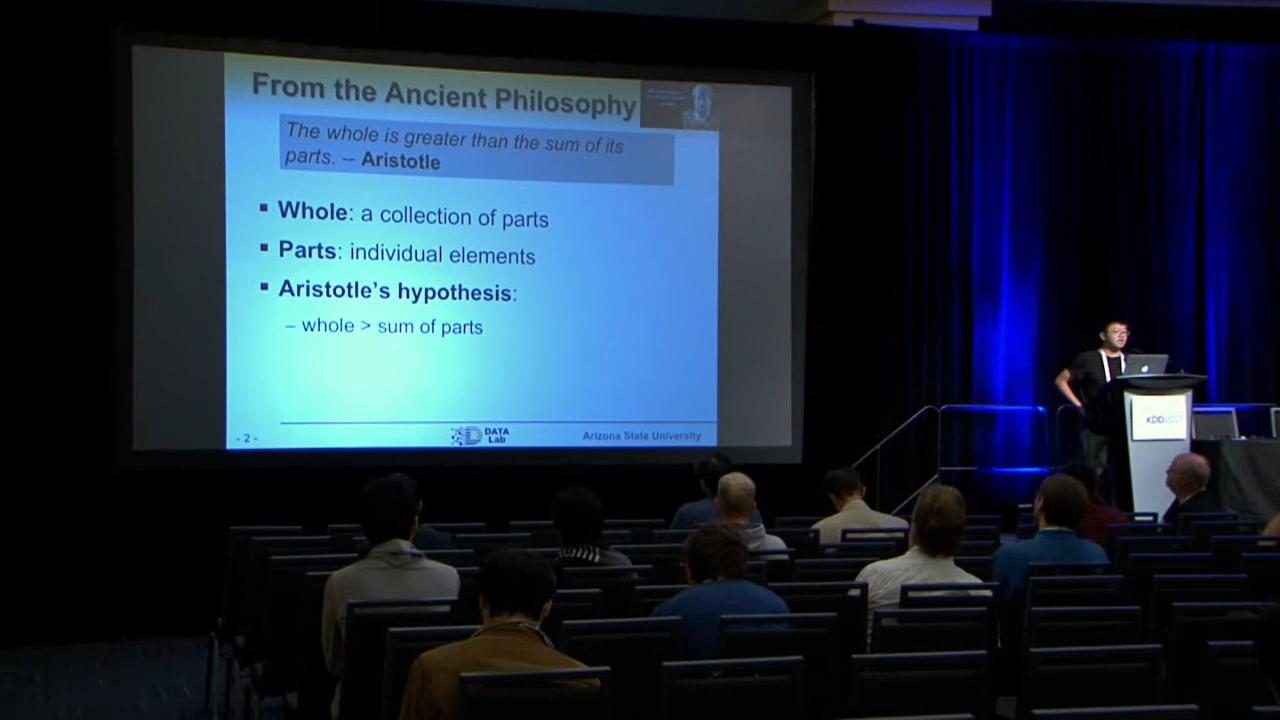 From the Ancient Philosophy
The whole is greater than the sum of its
parts. -- Aristotle
▪ Whole: a collection of parts
▪ Parts: individual elements
▪ Aristotle's hypothesis:
– whole > sum of parts
- 2 -
DATA
Lab
Arizona State University
KDD2017